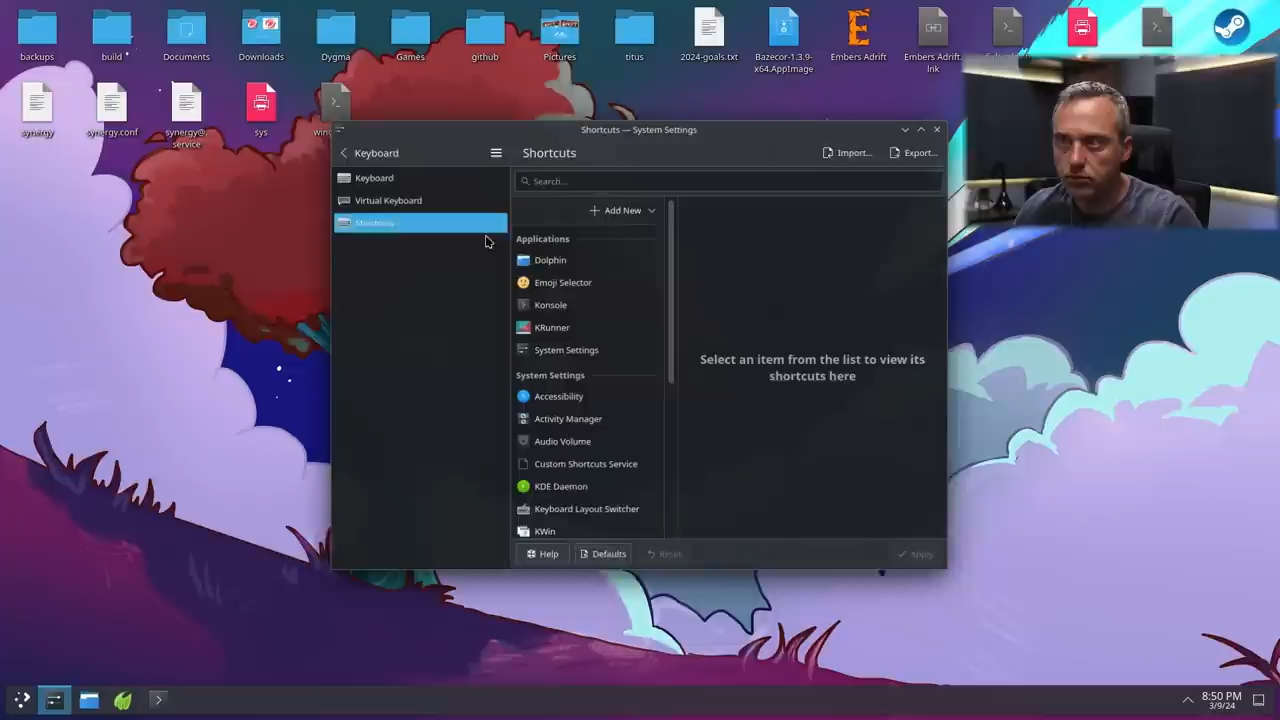 backups
build
Documents
Downloads
Dygma
Games
github
Pictures
titus
2024-goals.txt
Bazecor-1.3.9-
x64.AppImage
Embers Adrift
Embers Adrift.
lnk
synergy
synergy.conf
synergy@.
service
sys
Shortcuts — System Settings
Keyboard
Shortcuts
Import...
Export...
Keyboard
Virtual Keyboard
Shortcuts
Search...
Add New
Applications
Dolphin
Emoji Selector
Konsole
KRunner
System Settings
System Settings
Accessibility
Activity Manager
Audio Volume
Custom Shortcuts Service
KDE Daemon
Keyboard Layout Switcher
KWin
Select an item from the list to view its
shortcuts here
Help
Defaults
Reset
Apply
8:50 PM
3/9/24